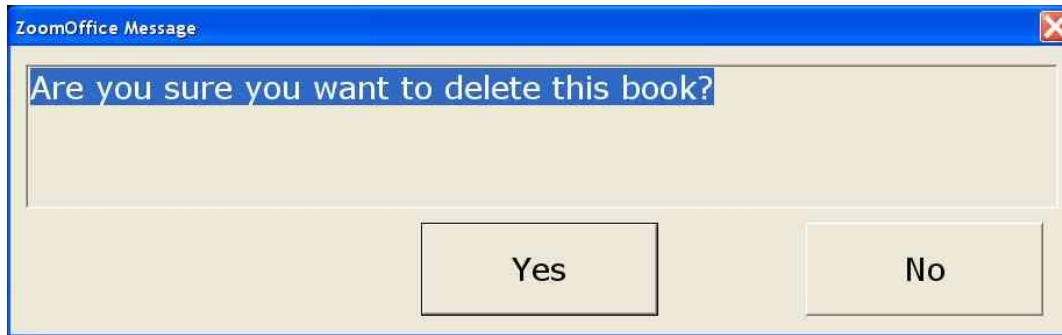 ZoomOffice Message
Are you sure you want to delete this book?
Yes
No